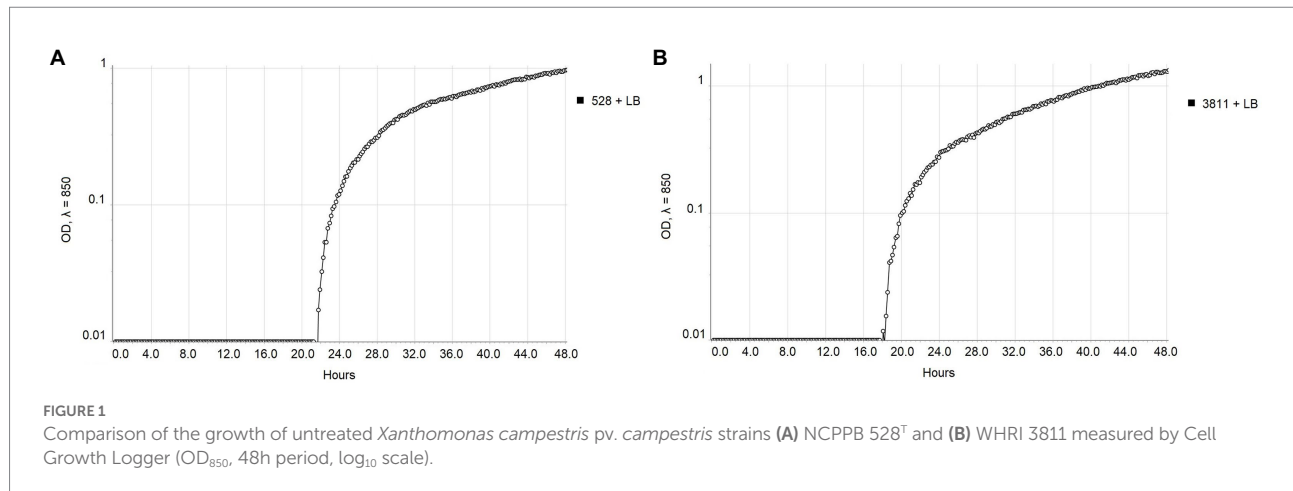 A
1
0.1
0.01
OD, λ = 850
0.0 4.0 8.0 12.0 16.0 20.0 24.0 28.0 32.0 36.0 40.0 44.0 48.0
Hours
528 + LB
B
1
0.1
0.01
OD, λ = 850
0.0 4.0 8.0 12.0 16.0 20.0 24.0 28.0 32.0 36.0 40.0 44.0 48.0
Hours
3811 + LB
FIGURE 1
Comparison of the growth of untreated Xanthomonas campestris pv. campestris strains (A) NCPPB 528ᵀ and (B) WHRI 3811 measured by Cell
Growth Logger (OD₈₅₀, 48h period, log₁₀ scale).